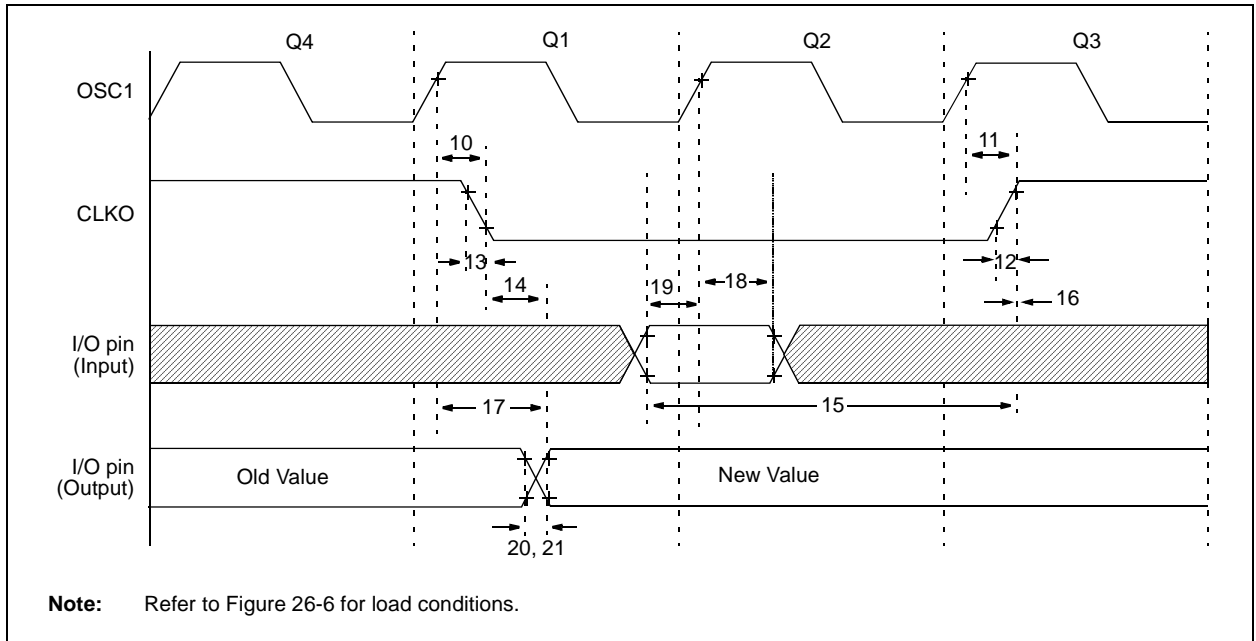 Q4 Q1 Q2 Q3
OSC1
10 11
CLKO
13 12
14 19 18 16
I/O pin
(Input)
17 15
I/O pin
(Output)
Old Value New Value
20, 21
Note: Refer to Figure 26-6 for load conditions.